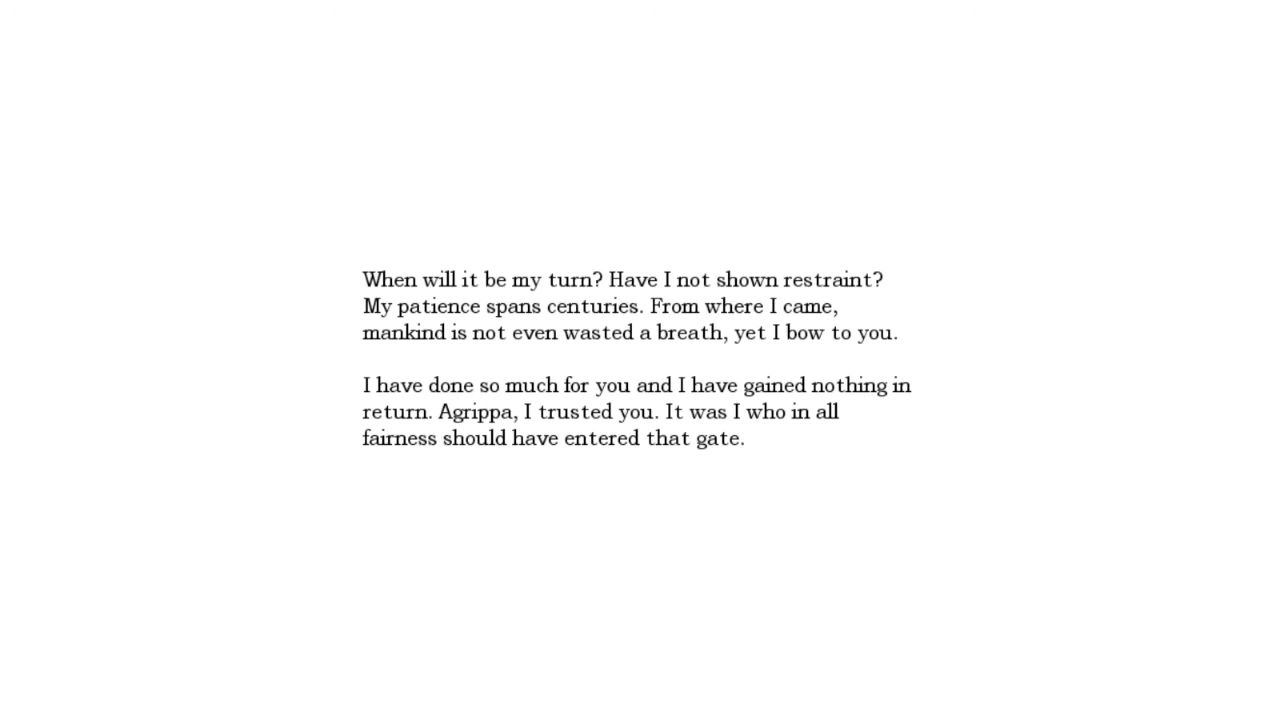 When will it be my turn? Have I not shown restraint?
My patience spans centuries. From where I came,
mankind is not even wasted a breath, yet I bow to you.
I have done so much for you and I have gained nothing in
return. Agrippa, I trusted you. It was I who in all
fairness should have entered that gate.